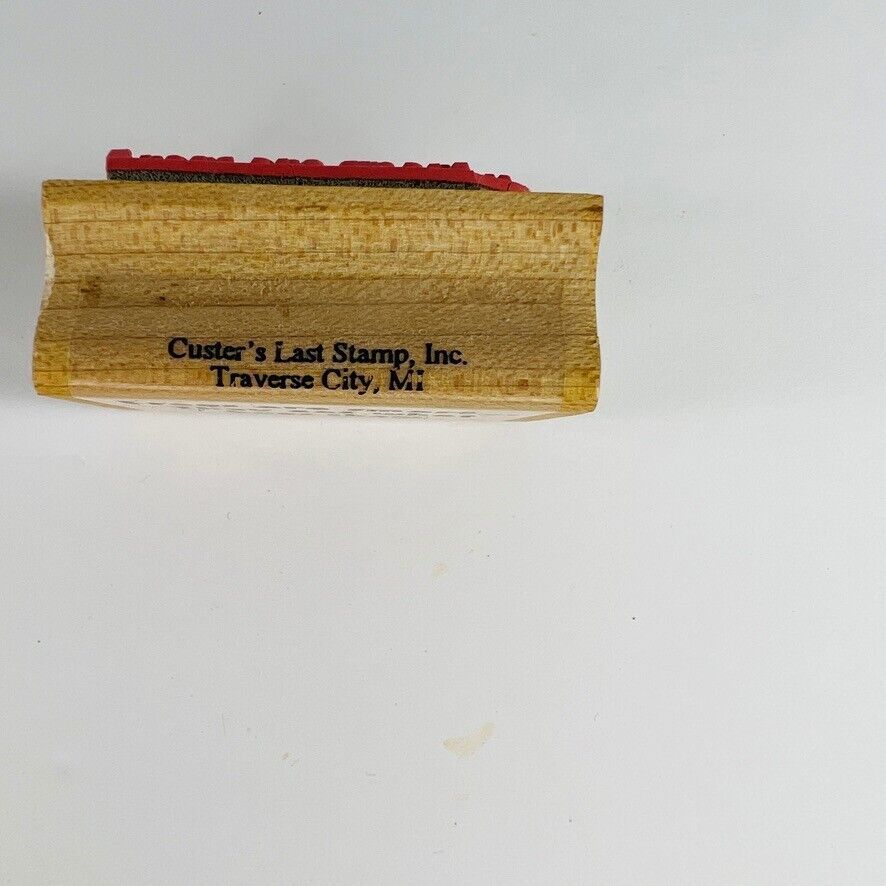 Custer's Last Stamp, Inc.
Traverse City, MI